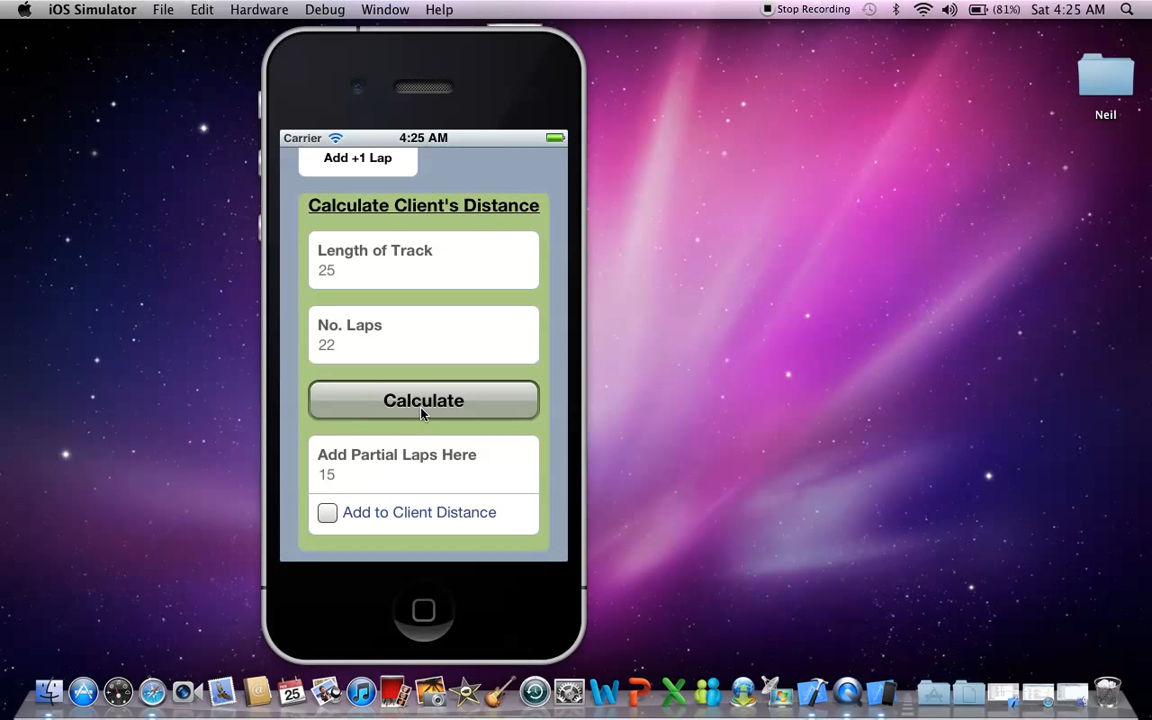 iOS Simulator File Edit Hardware Debug Window Help Stop Recording (81%) Sat 4:25 AM
Neil
Carrier 4:25 AM
Add +1 Lap
Calculate Client's Distance
Length of Track
25
No. Laps
22
Calculate
Add Partial Laps Here
15
Add to Client Distance
25